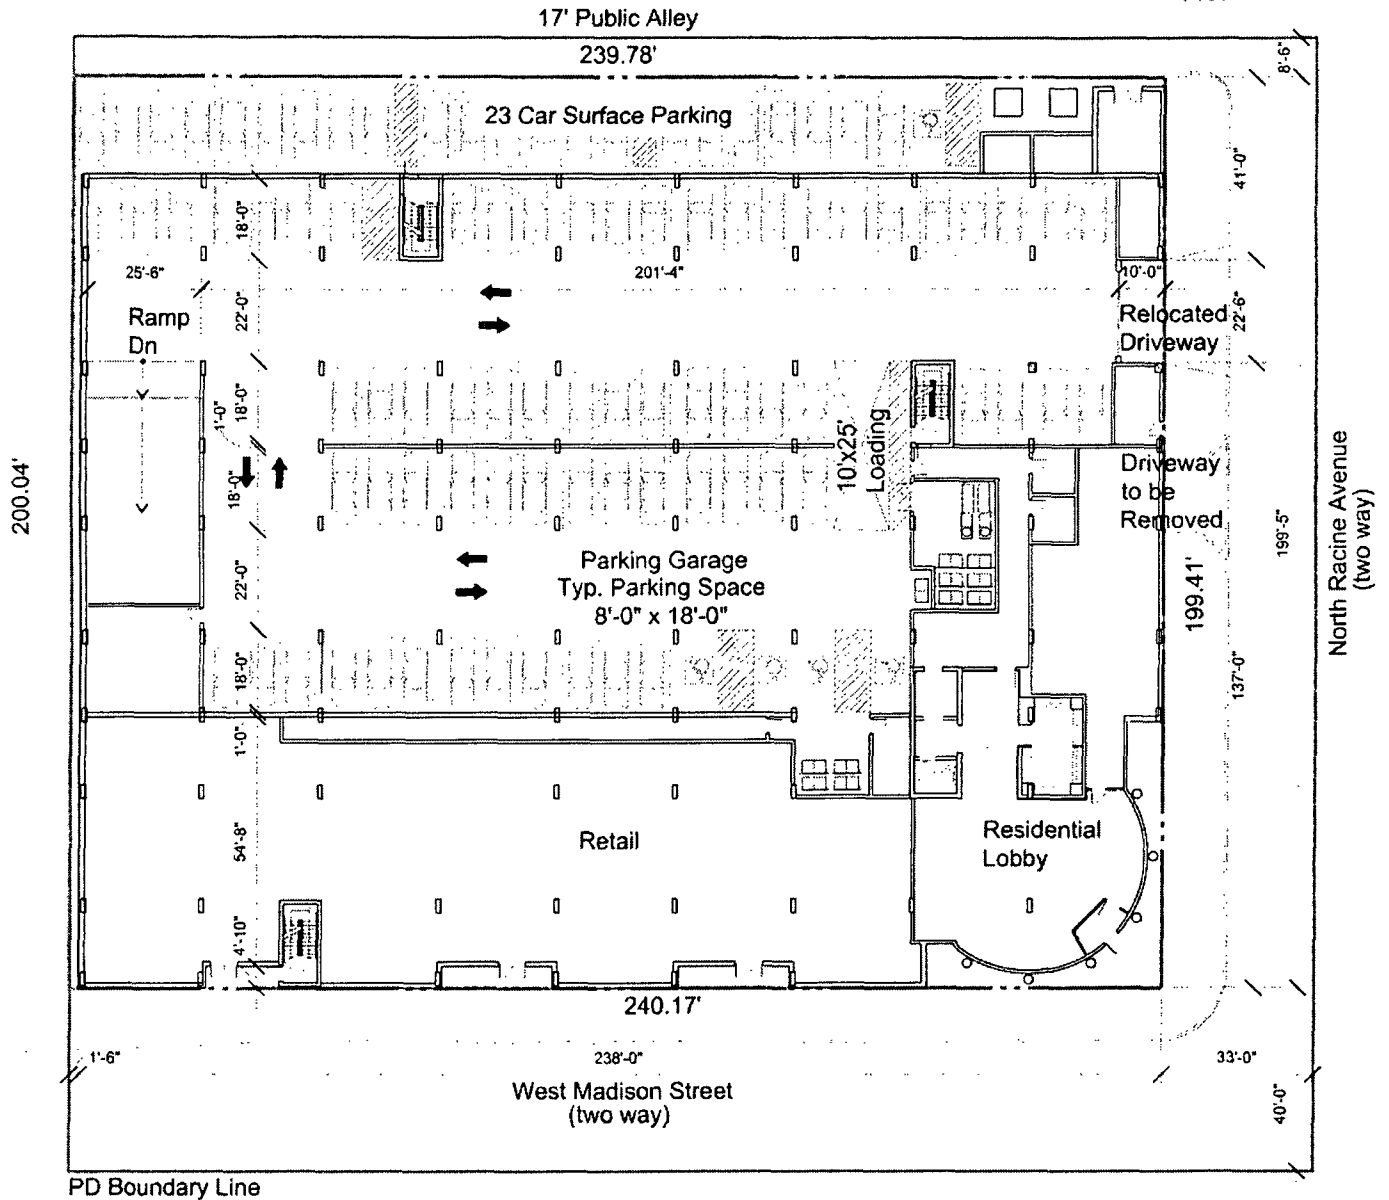 17' Public Alley
239.78'
8'-6"
23 Car Surface Parking
41'-0"
18'-0"
25'-6"
201'-4"
10'-0"
Ramp
Dn
22'-0"
Relocated
Driveway
22'-6"
1'-0"
18'-0"
10'x25'
Loading
200.04'
18'-0"
Driveway
to be
Removed
199'-5"
North Racine Avenue
(two way)
Parking Garage
Typ. Parking Space
8'-0" x 18'-0"
22'-0"
199.41'
18'-0"
137'-0"
1'-0"
54'-8"
Retail
Residential
Lobby
4'-10"
240.17'
1'-6"
238'-0"
33'-0"
West Madison Street
(two way)
40'-0"
PD Boundary Line